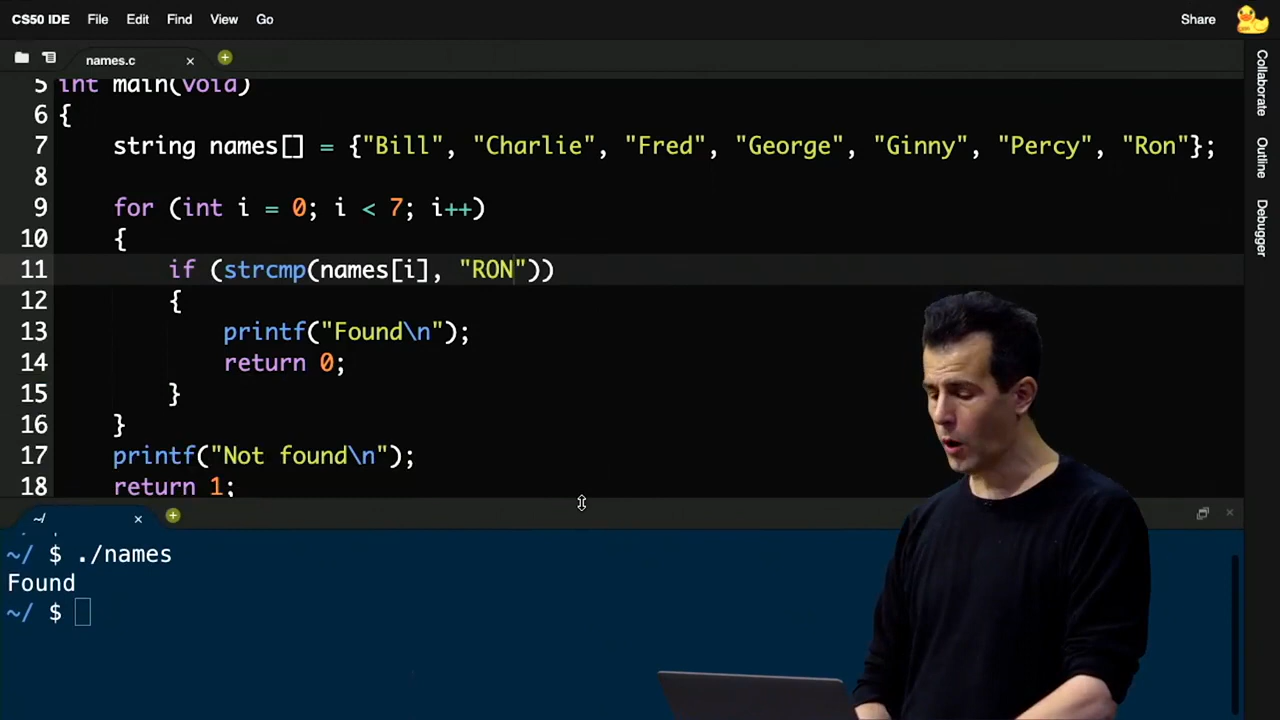 CS50 IDE File Edit Find View Go Share
names.c
5 int main(void)
6 {
7 string names[] = {"Bill", "Charlie", "Fred", "George", "Ginny", "Percy", "Ron"};
8
9 for (int i = 0; i < 7; i++)
10 {
11 if (strcmp(names[i], "RON"))
12 {
13 printf("Found\n");
14 return 0;
15 }
16 }
17 printf("Not found\n");
18 return 1;
~/
~/ $ ./names
Found
~/ $
Collaborate
Outline
Debugger